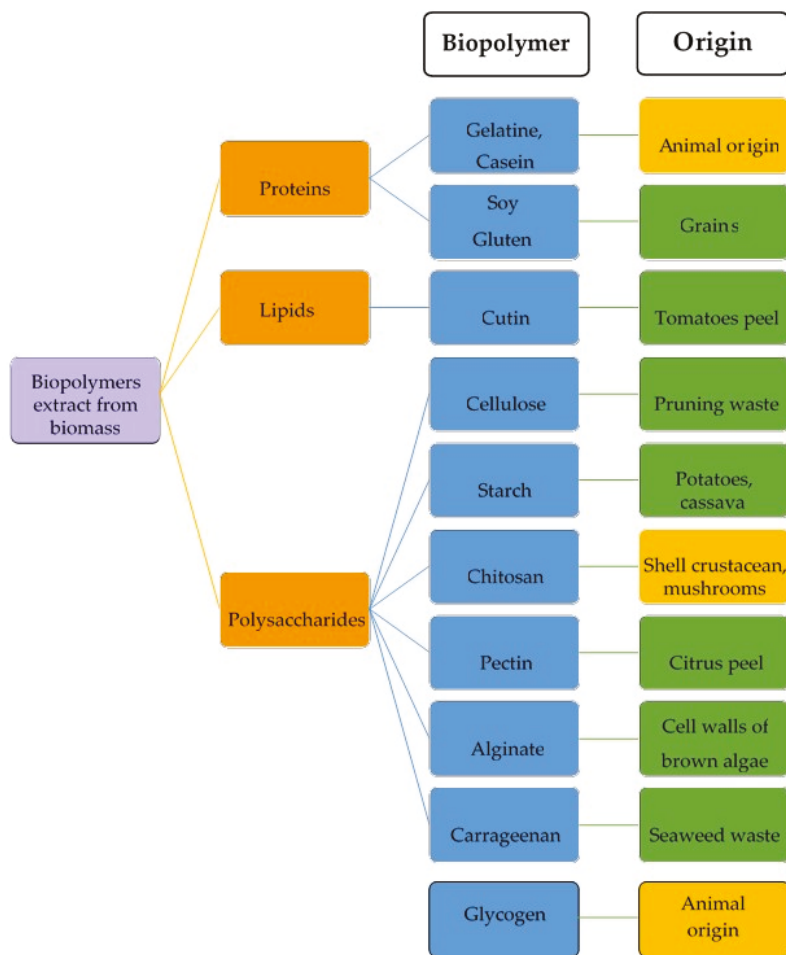 Biopolymer
Origin
Gelatine,
Casein
Animal origin
Proteins
Soy
Gluten
Grains
Lipids
Cutin
Tomatoes peel
Biopolymers
extract from
biomass
Cellulose
Pruning waste
Starch
Potatoes,
cassava
Chitosan
Shell crustacean,
mushrooms
Polysaccharides
Pectin
Citrus peel
Alginate
Cell walls of
brown algae
Carrageenan
Seaweed waste
Glycogen
Animal
origin